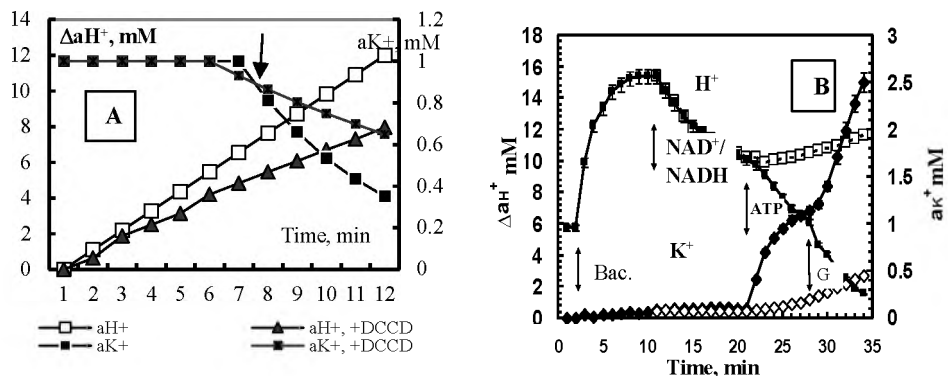 14
12
10
8
6
4
2
0
ΔaH⁺, mM
A
Time, min
aK+, mM
1.2
1
0.8
0.6
0.4
0.2
0
1 2 3 4 5 6 7 8 9 10 11 12
aH+
aH+, +DCCD
aK+
aK+, +DCCD
18
16
14
12
10
8
6
4
2
0
ΔaH⁺ mM
B
H⁺
NAD⁺/
NADH
ATP
K⁺
Bac.
G
3
2.5
2
1.5
1
0.5
0
aK⁺ mM
0 5 10 15 20 25 30 35
Time, min